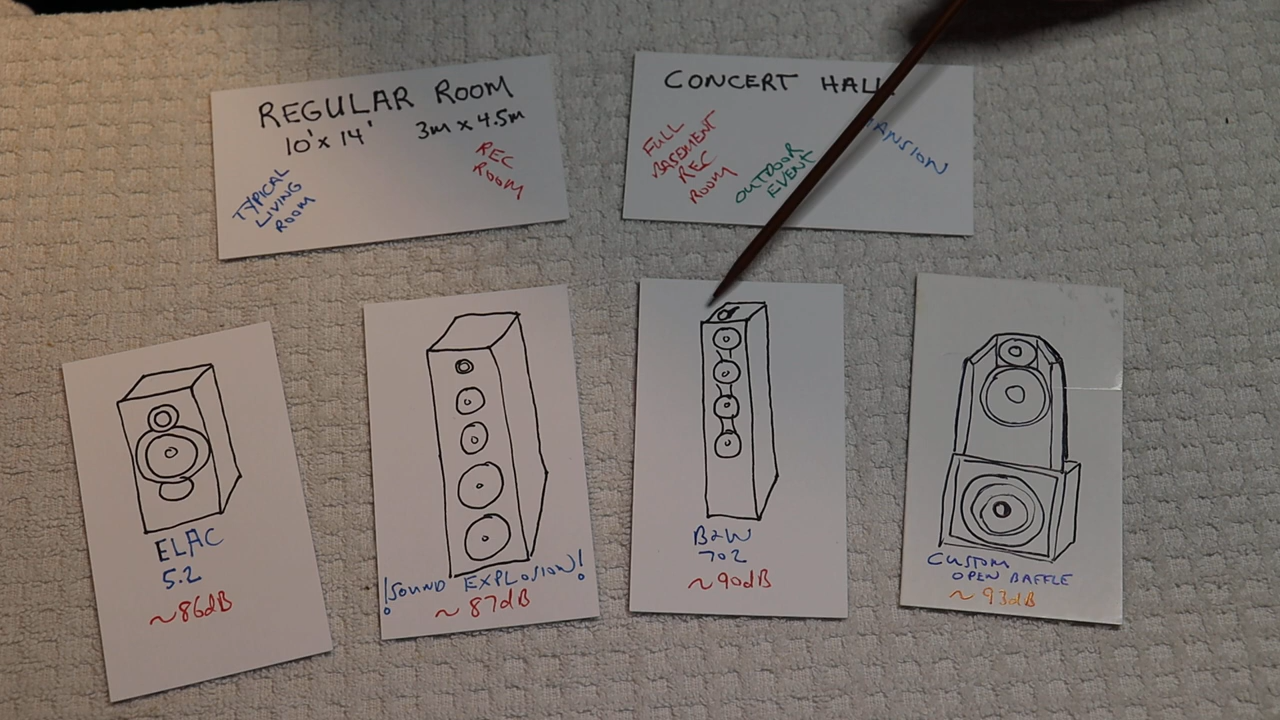 REGULAR ROOM
10'x 14' 3m x 4.5m
TYPICAL
LIVING
ROOM
REC
ROOM
CONCERT HALL
FULL
BASEMENT
REC
ROOM
OUTDOOR
EVENT
ANSION
ELAC
5.2
~86dB
!SOUND EXPLOSION!
~87dB
B&W
702
~90dB
CUSTOM
OPEN BAFFLE
~93dB